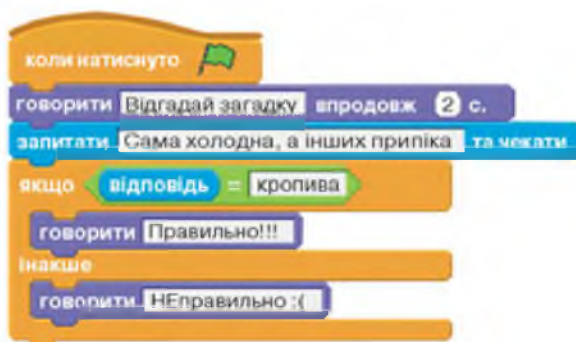 коли натиснуто
говорити Відгадай загадку впродовж 2 с.
запитати Сама холодна, а інших припіка та чекати
якщо відповідь = кропива
говорити Правильно!!!
інакше
говорити НЕправильно :(